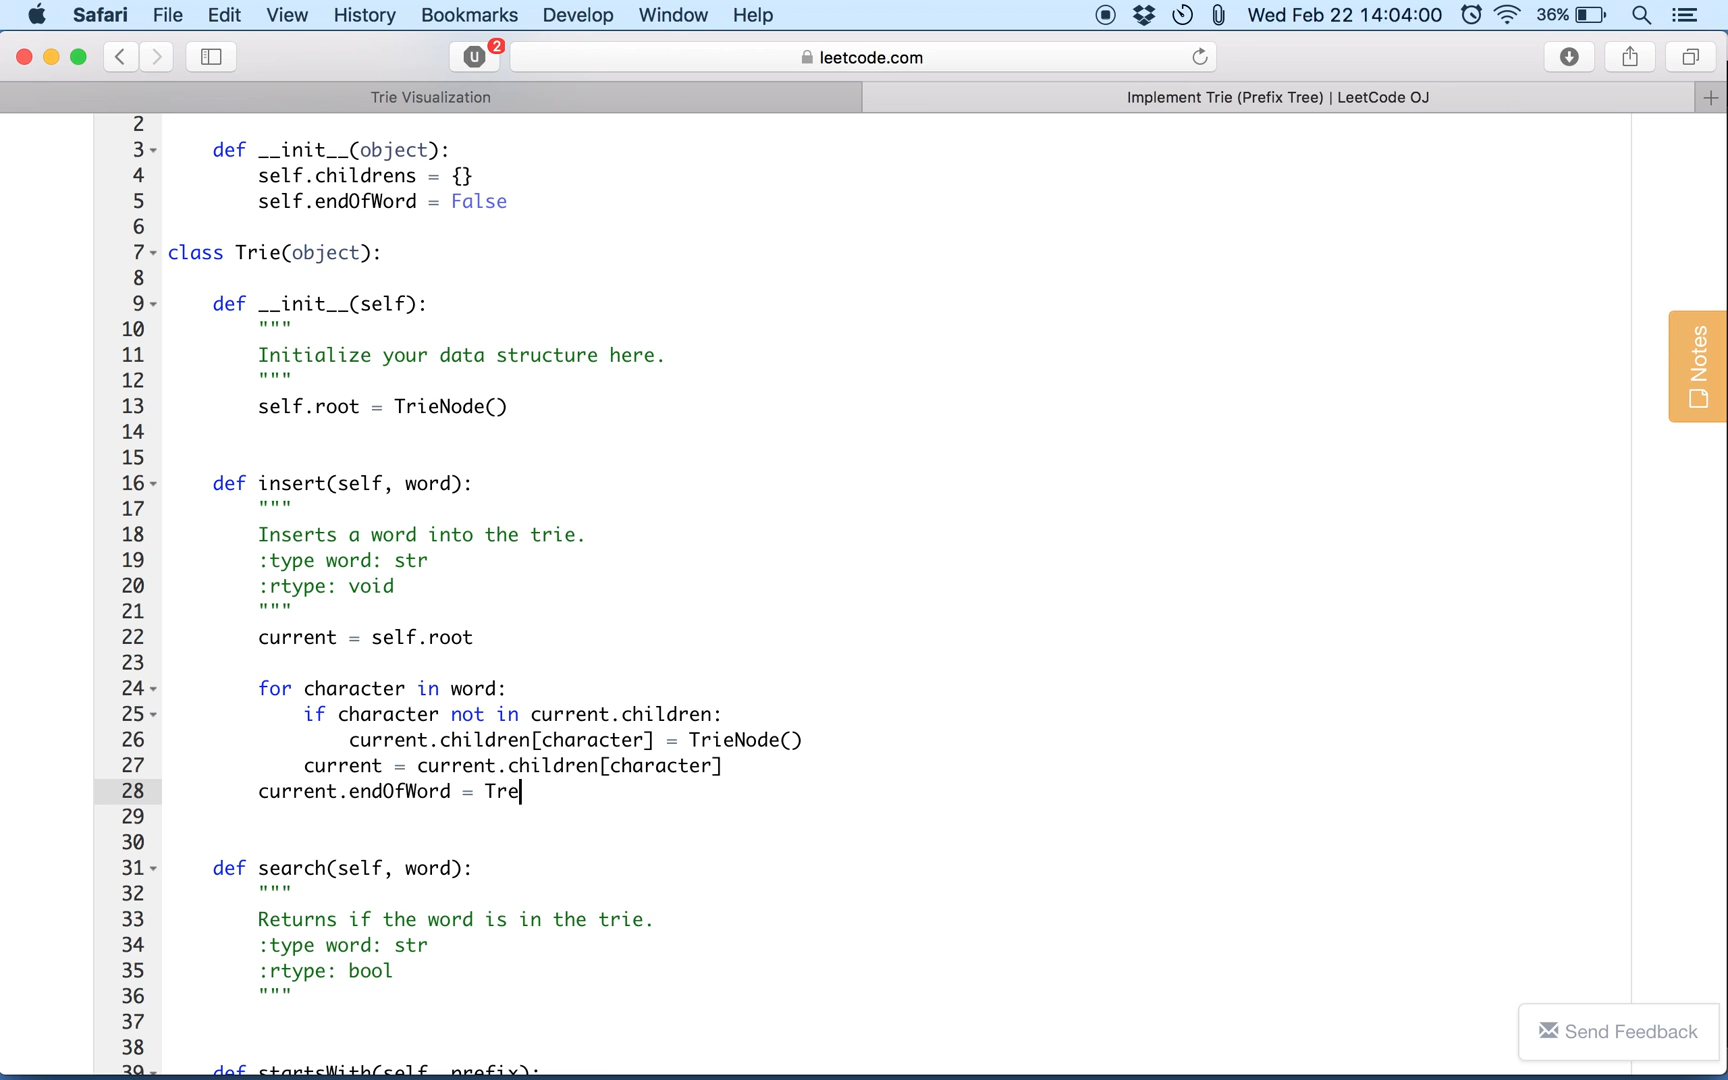 Safari File Edit View History Bookmarks Develop Window Help Wed Feb 22 14:04:00 36%
U 2 leetcode.com
Trie Visualization Implement Trie (Prefix Tree) | LeetCode OJ +
2
3 def __init__(object):
4 self.childrens = {}
5 self.endOfWord = False
6
7 class Trie(object):
8
9 def __init__(self):
10 """
11 Initialize your data structure here.
12 """
13 self.root = TrieNode()
14
15
16 def insert(self, word):
17 """
18 Inserts a word into the trie.
19 :type word: str
20 :rtype: void
21 """
22 current = self.root
23
24 for character in word:
25 if character not in current.children:
26 current.children[character] = TrieNode()
27 current = current.children[character]
28 current.endOfWord = Tre
29
30
31 def search(self, word):
32 """
33 Returns if the word is in the trie.
34 :type word: str
35 :rtype: bool
36 """
37
38
39 def startsWith(self, prefix):
Notes
Send Feedback